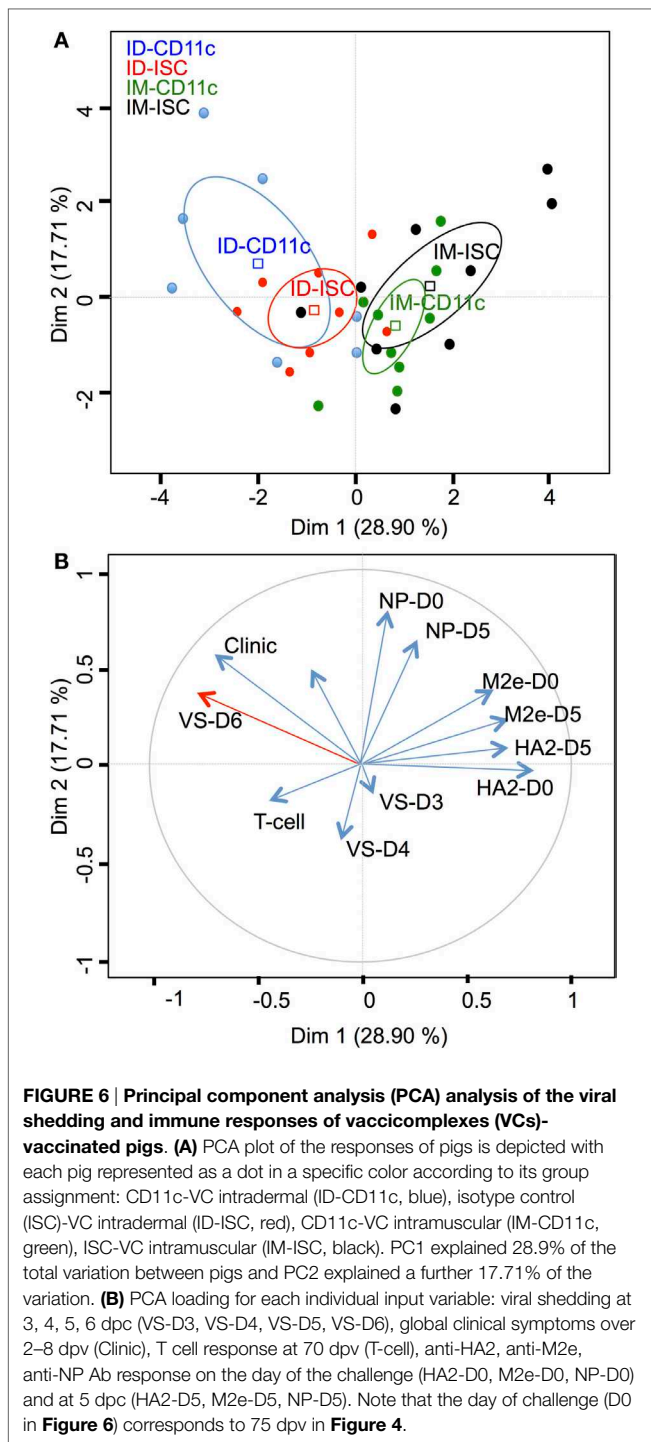 A
ID-CD11c
ID-ISC
IM-CD11c
IM-ISC
Dim 2 (17.71 %)
4
2
0
-2
ID-CD11c
ID-ISC
IM-ISC
IM-CD11c
-4 -2 0 2 4
Dim 1 (28.90 %)
B
Dim 2 (17.71 %)
1
0.5
0
-0.5
-1
NP-D0
NP-D5
Clinic
M2e-D0
VS-D6
M2e-D5
HA2-D5
HA2-D0
VS-D3
T-cell
VS-D4
-1 -0.5 0 0.5 1
Dim 1 (28.90 %)
FIGURE 6 | Principal component analysis (PCA) analysis of the viral
shedding and immune responses of vaccicomplexes (VCs)-
vaccinated pigs. (A) PCA plot of the responses of pigs is depicted with
each pig represented as a dot in a specific color according to its group
assignment: CD11c-VC intradermal (ID-CD11c, blue), isotype control
(ISC)-VC intradermal (ID-ISC, red), CD11c-VC intramuscular (IM-CD11c,
green), ISC-VC intramuscular (IM-ISC, black). PC1 explained 28.9% of the
total variation between pigs and PC2 explained a further 17.71% of the
variation. (B) PCA loading for each individual input variable: viral shedding at
3, 4, 5, 6 dpc (VS-D3, VS-D4, VS-D5, VS-D6), global clinical symptoms over
2–8 dpv (Clinic), T cell response at 70 dpv (T-cell), anti-HA2, anti-M2e,
anti-NP Ab response on the day of the challenge (HA2-D0, M2e-D0, NP-D0)
and at 5 dpc (HA2-D5, M2e-D5, NP-D5). Note that the day of challenge (D0
in Figure 6) corresponds to 75 dpv in Figure 4.